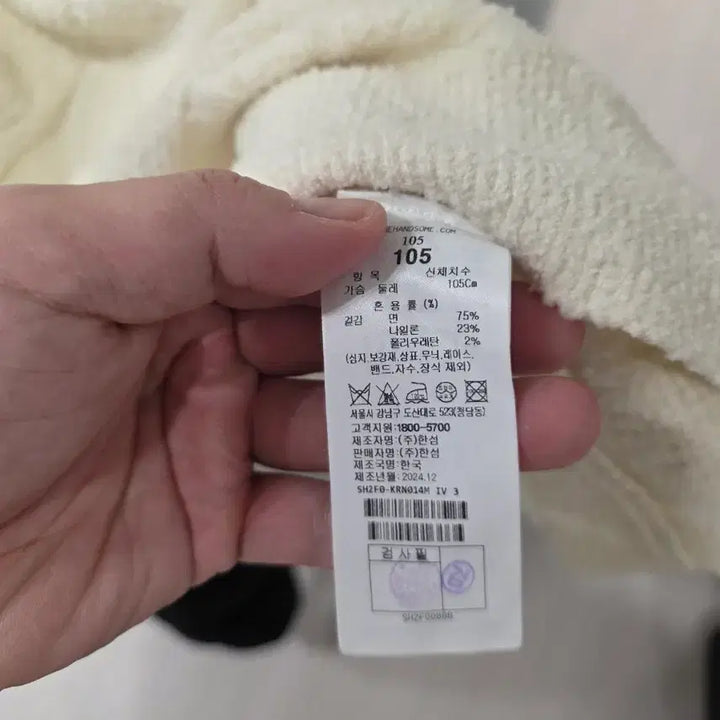 EHANDSOME.COM
105
105
항 목 신체치수
가슴 둘레 105Cm
혼 용 률 (%)
겉감 면 75%
나일론 23%
폴리우레탄 2%
(심지,보강재,상표,무늬,레이스,
밴드,자수,장식 제외)
서울시 강남구 도산대로 523(청담동)
고객지원:1800-5700
제조자명:(주)한섬
판매자명:(주)한섬
제조국명:한국
제조년월:2024.12
SH2F0-KRN014M IV 3
검 사 필